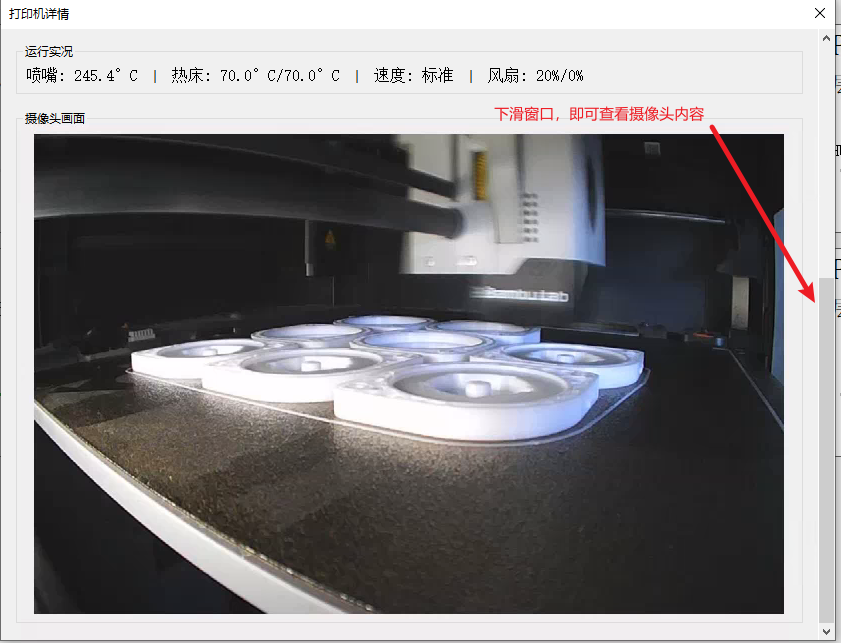 打印机详情
运行实况
喷嘴: 245.4°C | 热床: 70.0°C/70.0°C | 速度: 标准 | 风扇: 20%/0%
摄像头画面
下滑窗口，即可查看摄像头内容
Bambu Lab